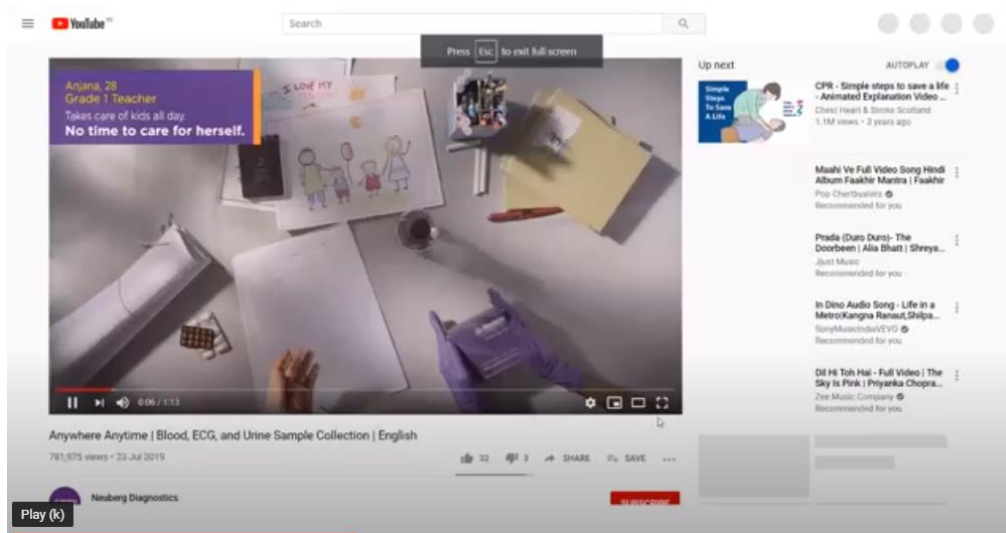 YouTube
Search
Press Esc to exit full screen
Anjana, 28
Grade 1 Teacher
Takes care of kids all day.
No time to care for herself.
I LOVE MY
0:06 / 1:13
Anywhere Anytime | Blood, ECG, and Urine Sample Collection | English
781,975 views • 23 Jul 2019
32
3
SHARE
SAVE
Neuberg Diagnostics
SUBSCRIBE
Play (k)
Up next
AUTOPLAY
Simple
Steps
To Save
A Life
CPR - Simple steps to save a life
- Animated Explanation Video ...
Chest Heart & Stroke Scotland
1.1M views • 3 years ago
Maahi Ve Full Video Song Hindi
Album Faakhir Mantra | Faakhir
Pop Chartbusters
Recommended for you
Prada (Duro Duro)- The
Doorbeen | Alia Bhatt | Shreya...
Jjust Music
Recommended for you
In Dino Audio Song - Life in a
Metro|Kangna Ranaut,Shilpa...
SonyMusicIndiaVEVO
Recommended for you
Dil Hi Toh Hai - Full Video | The
Sky Is Pink | Priyanka Chopra...
Zee Music Company
Recommended for you